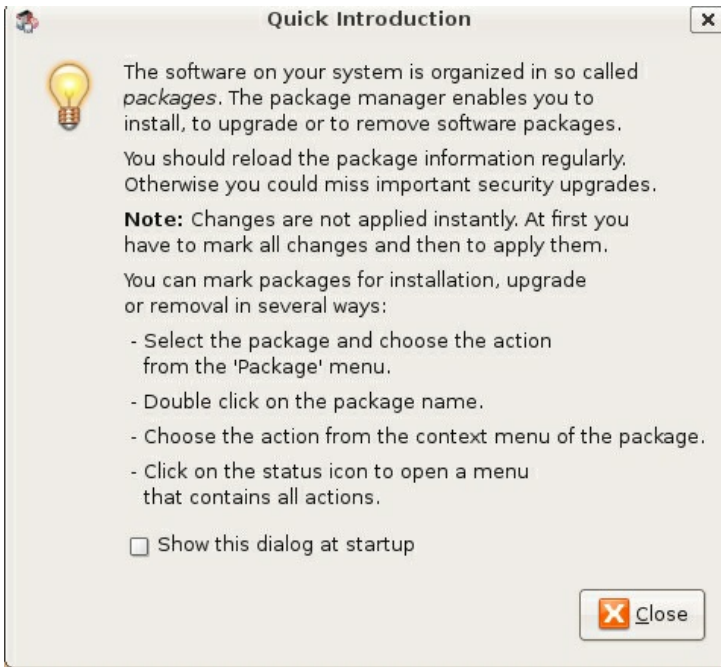 Quick Introduction
The software on your system is organized in so called
packages. The package manager enables you to
install, to upgrade or to remove software packages.
You should reload the package information regularly.
Otherwise you could miss important security upgrades.
Note: Changes are not applied instantly. At first you
have to mark all changes and then to apply them.
You can mark packages for installation, upgrade
or removal in several ways:
- Select the package and choose the action
from the 'Package' menu.
- Double click on the package name.
- Choose the action from the context menu of the package.
- Click on the status icon to open a menu
that contains all actions.
Show this dialog at startup
Close